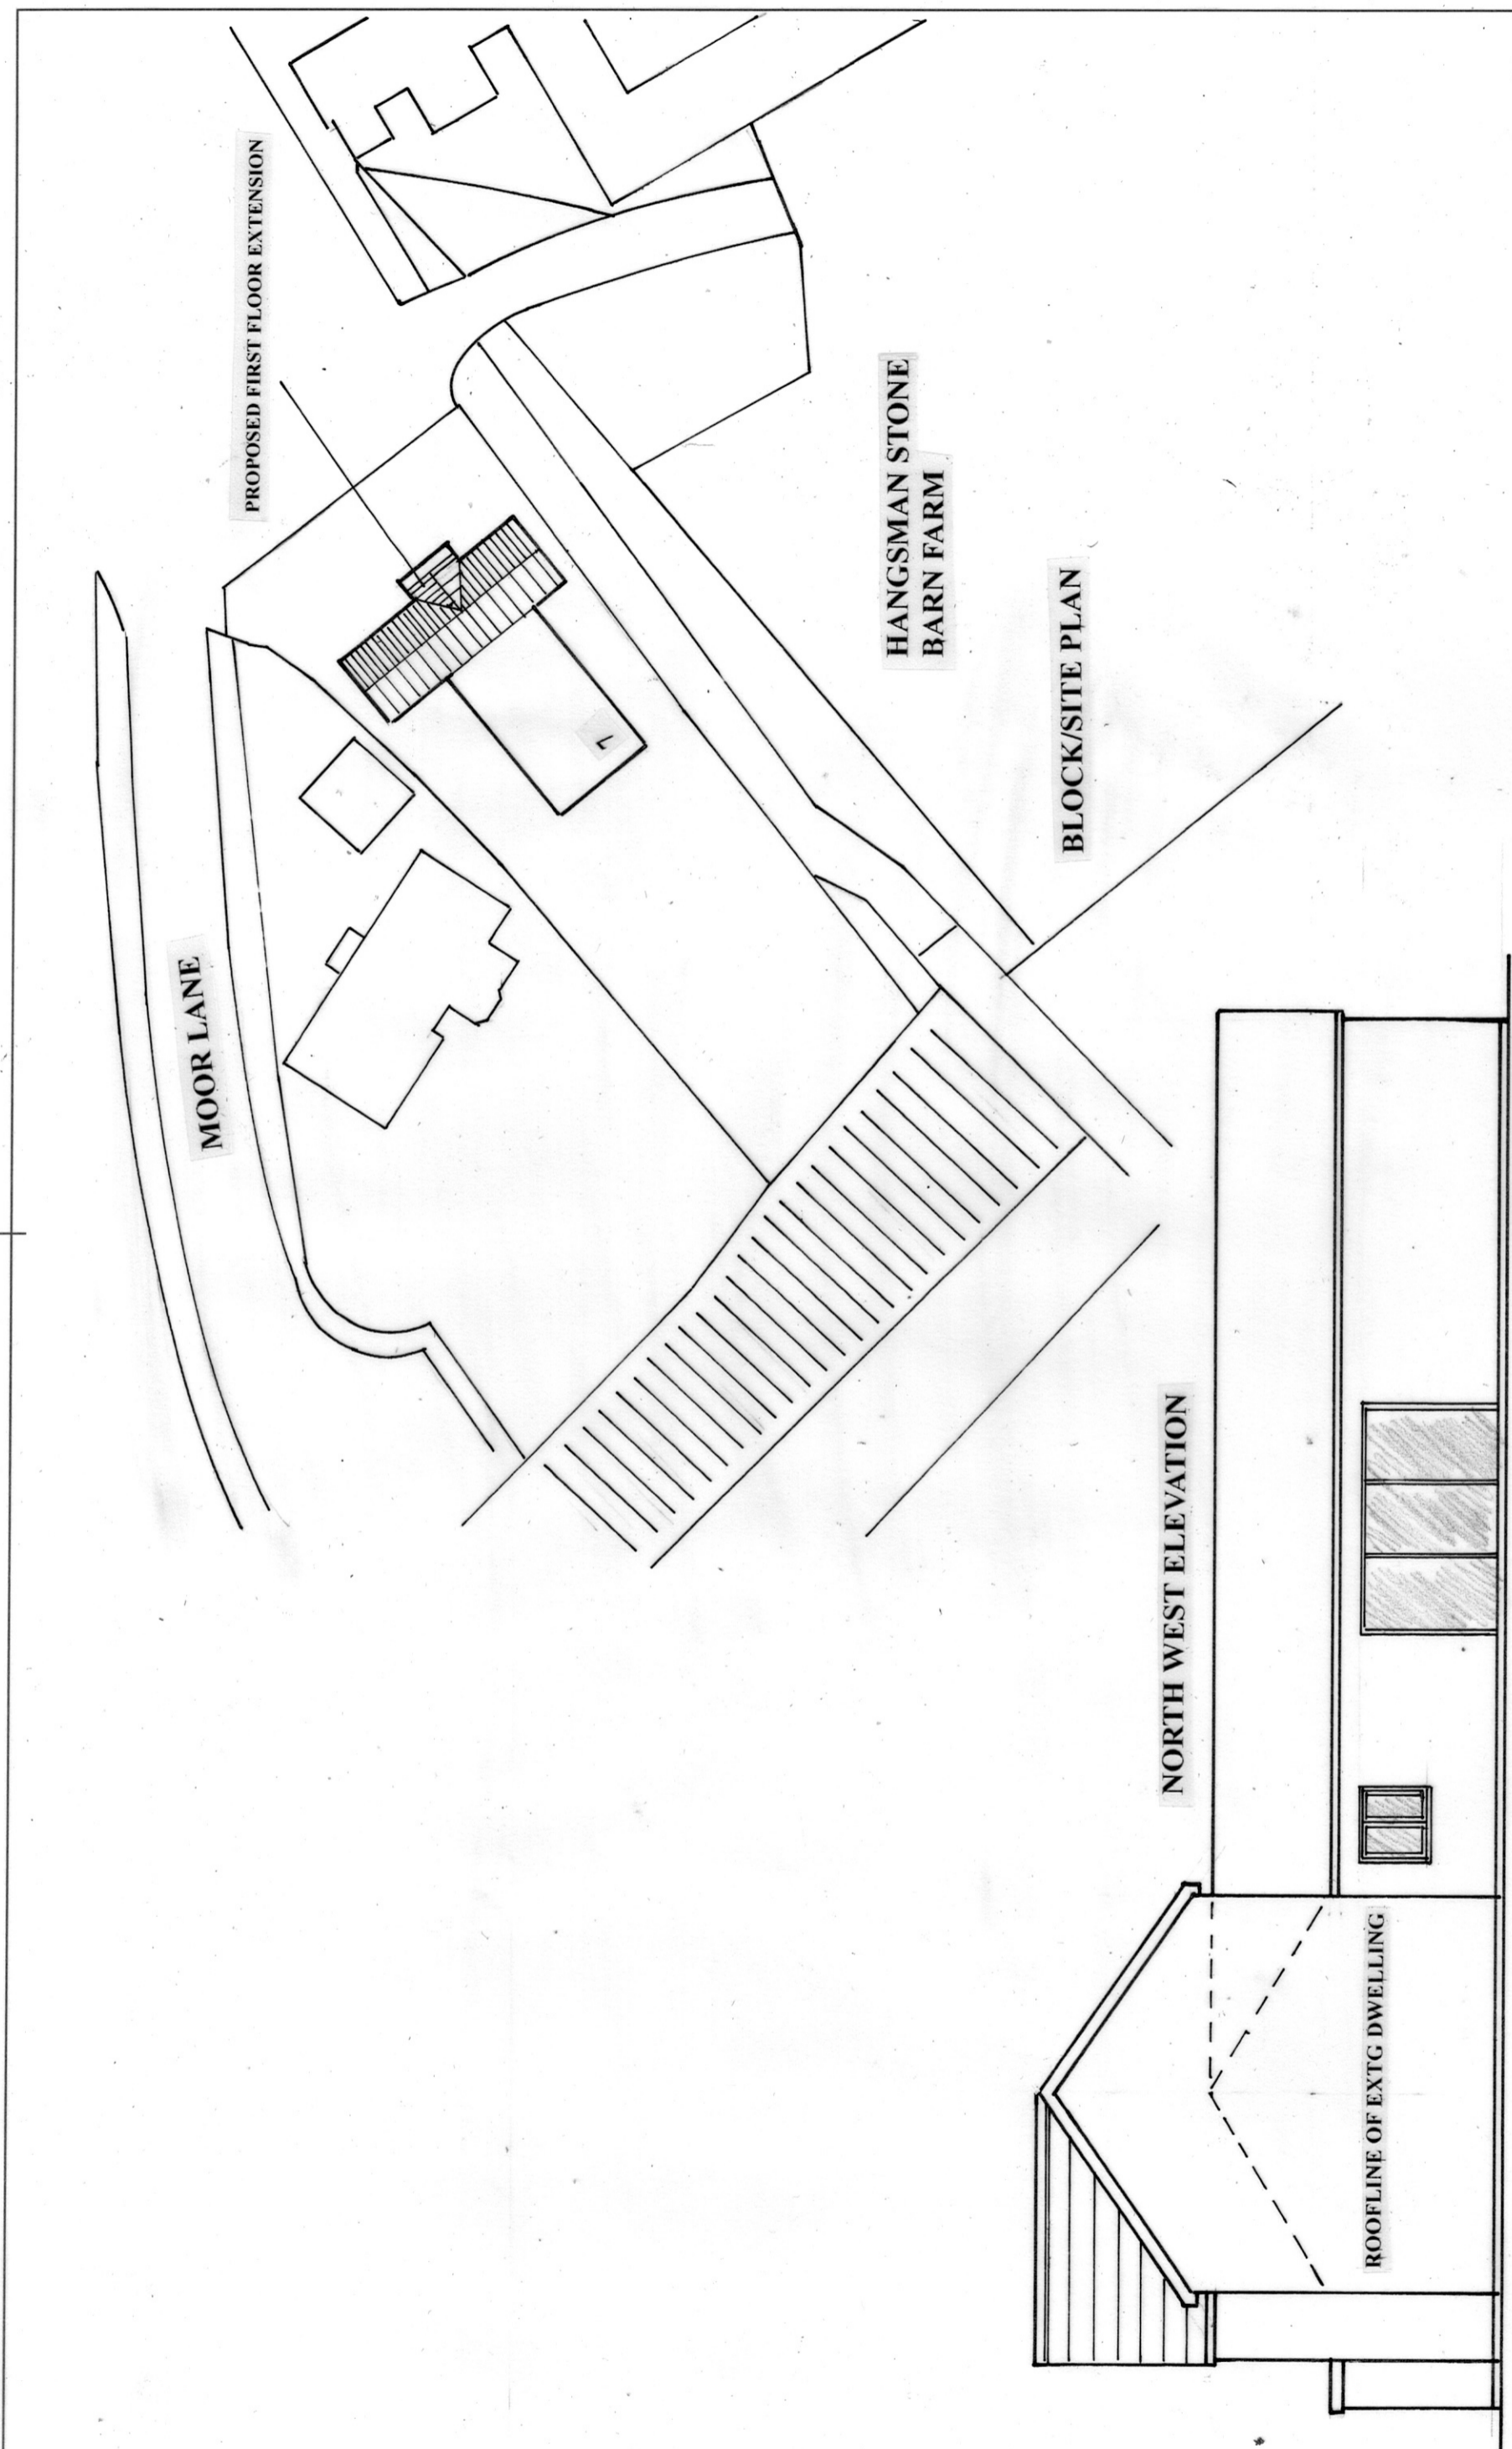 PROPOSED FIRST FLOOR EXTENSION
MOOR LANE
7
HANGSMAN STONE
BARN FARM
BLOCK/SITE PLAN
NORTH WEST ELEVATION
ROOFLINE OF EXTG DWELLING